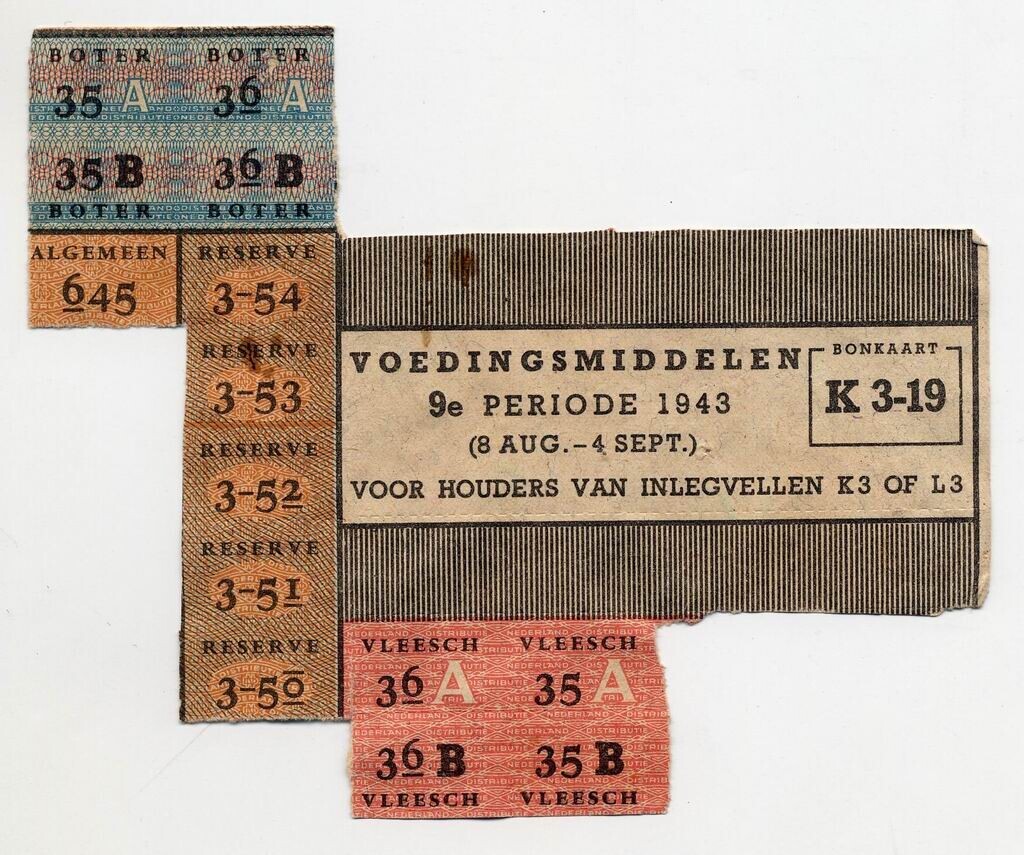 BOTER BOTER
35 A 36 A
35 B 36 B
BOTER BOTER
ALGEMEEN
645
RESERVE
3-54
RESERVE
3-53
RESERVE
3-52
RESERVE
3-51
RESERVE
3-50
VOEDINGSMIDDELEN
9e PERIODE 1943
(8 AUG.-4 SEPT.)
VOOR HOUDERS VAN INLEGVELLEN K3 OF L3
BONKAART
K 3-19
VLEESCH VLEESCH
36 A 35 A
36 B 35 B
VLEESCH VLEESCH